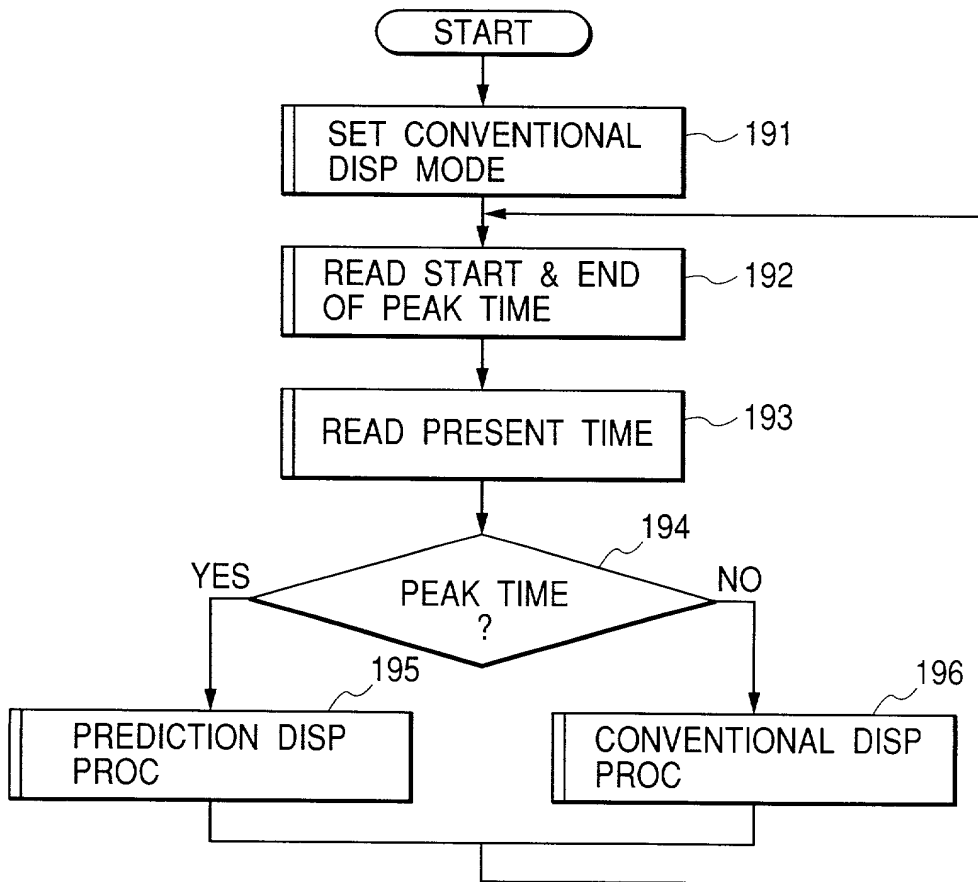 START
SET CONVENTIONAL
DISP MODE
191
READ START & END
OF PEAK TIME
192
READ PRESENT TIME
193
194
YES
PEAK TIME
?
NO
195
PREDICTION DISP
PROC
196
CONVENTIONAL DISP
PROC